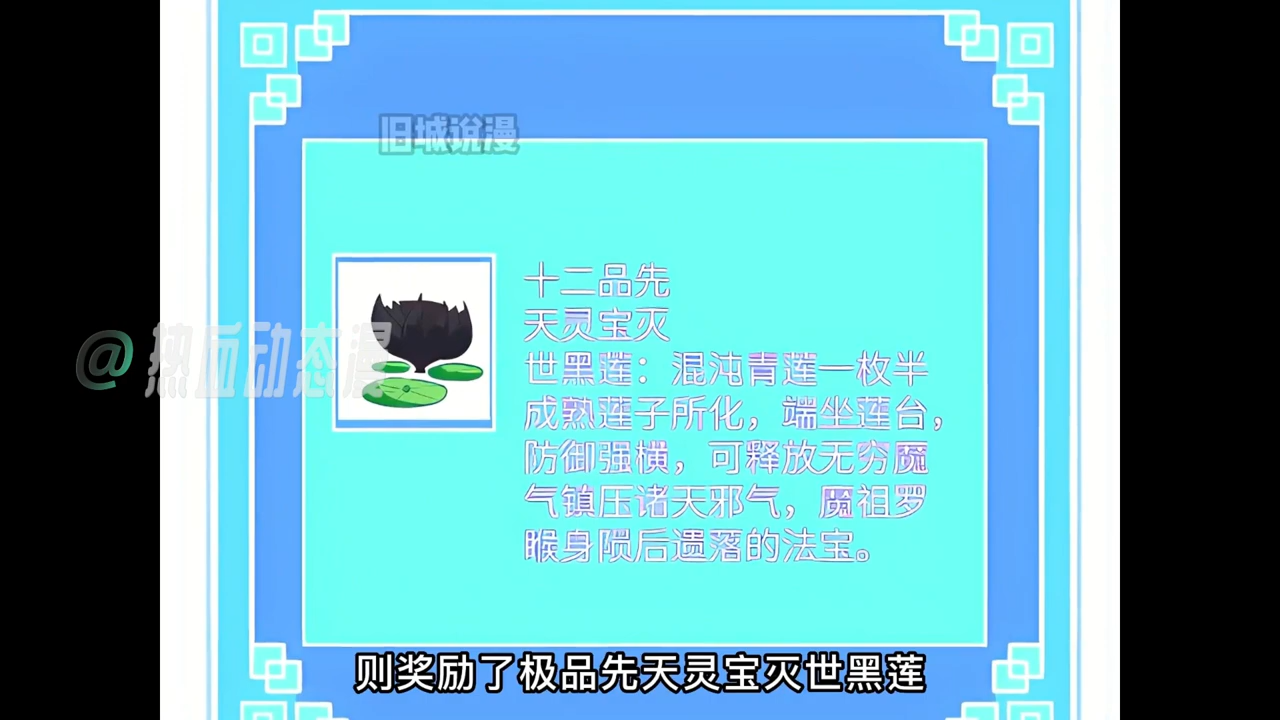 旧城说漫
十二品先
天灵宝灭
世黑莲：混沌青莲一枚半
成熟莲子所化，端坐莲台，
防御强横，可释放无穷魔
气镇压诸天邪气，魔祖罗
睺身陨后遗落的法宝。
@热血动态漫
则奖励了极品先天灵宝灭世黑莲